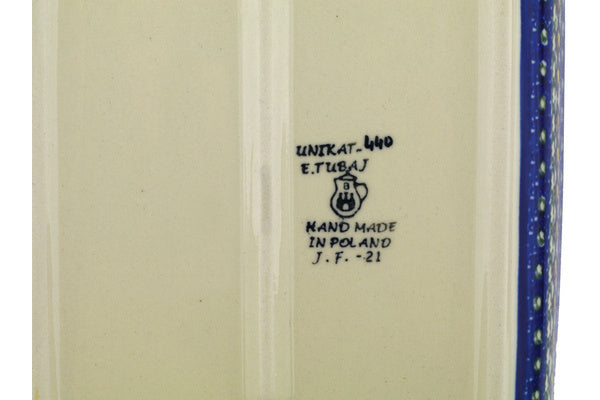 UNIKAT-440
E.TUBAJ
B
HAND MADE
IN POLAND
J. F. -21